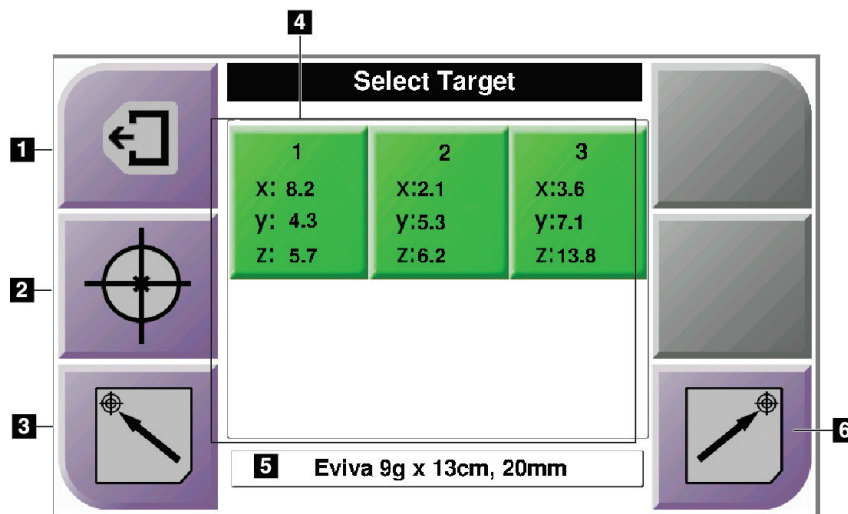 4
Select Target
1
1 2 3
x: 8.2 x:2.1 x:3.6
y: 4.3 y:5.3 y:7.1
z: 5.7 z:6.2 z:13.8
2
3
6
5 Eviva 9g x 13cm, 20mm